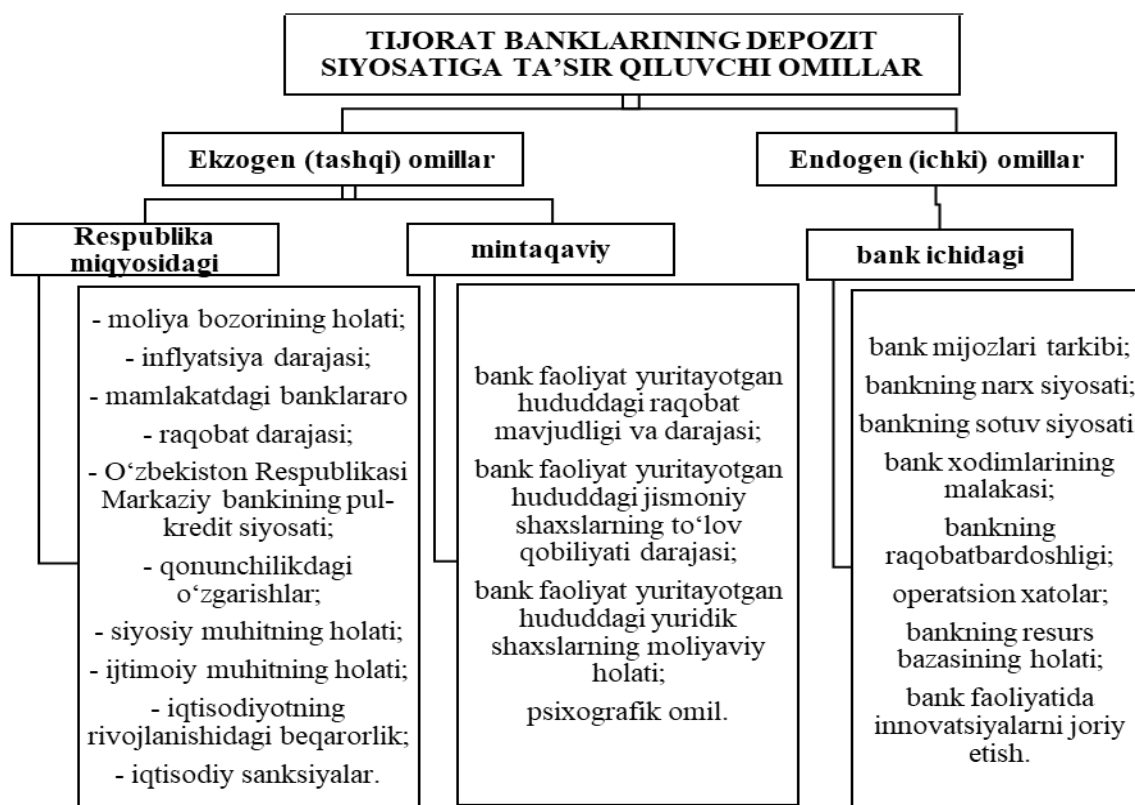 TIJORAT BANKLARINING DEPOZIT
SIYOSATIGA TA’SIR QILUVCHI OMILLAR
Ekzogen (tashqi) omillar
Endogen (ichki) omillar
Respublika
miqyosidagi
mintaqaviy
bank ichidagi
- moliya bozorining holati;
- inflyatsiya darajasi;
- mamlakatdagi banklararo
- raqobat darajasi;
- O‘zbekiston Respublikasi
Markaziy bankining pul-
kredit siyosati;
- qonunchilikdagi
o‘zgarishlar;
- siyosiy muhitning holati;
- ijtimoiy muhitning holati;
- iqtisodiyotning
rivojlanishidagi beqarorlik;
- iqtisodiy sanksiyalar.
bank faoliyat yuritayotgan
hududdagi raqobat
mavjudligi va darajasi;
bank faoliyat yuritayotgan
hududdagi jismoniy
shaxslarning to‘lov
qobiliyati darajasi;
bank faoliyat yuritayotgan
hududdagi yuridik
shaxslarning moliyaviy
holati;
psixografik omil.
bank mijozlari tarkibi;
bankning narx siyosati;
bankning sotuv siyosati
bank xodimlarining
malakasi;
bankning
raqobatbardoshligi;
operatsion xatolar;
bankning resurs
bazasining holati;
bank faoliyatida
innovatsiyalarni joriy
etish.